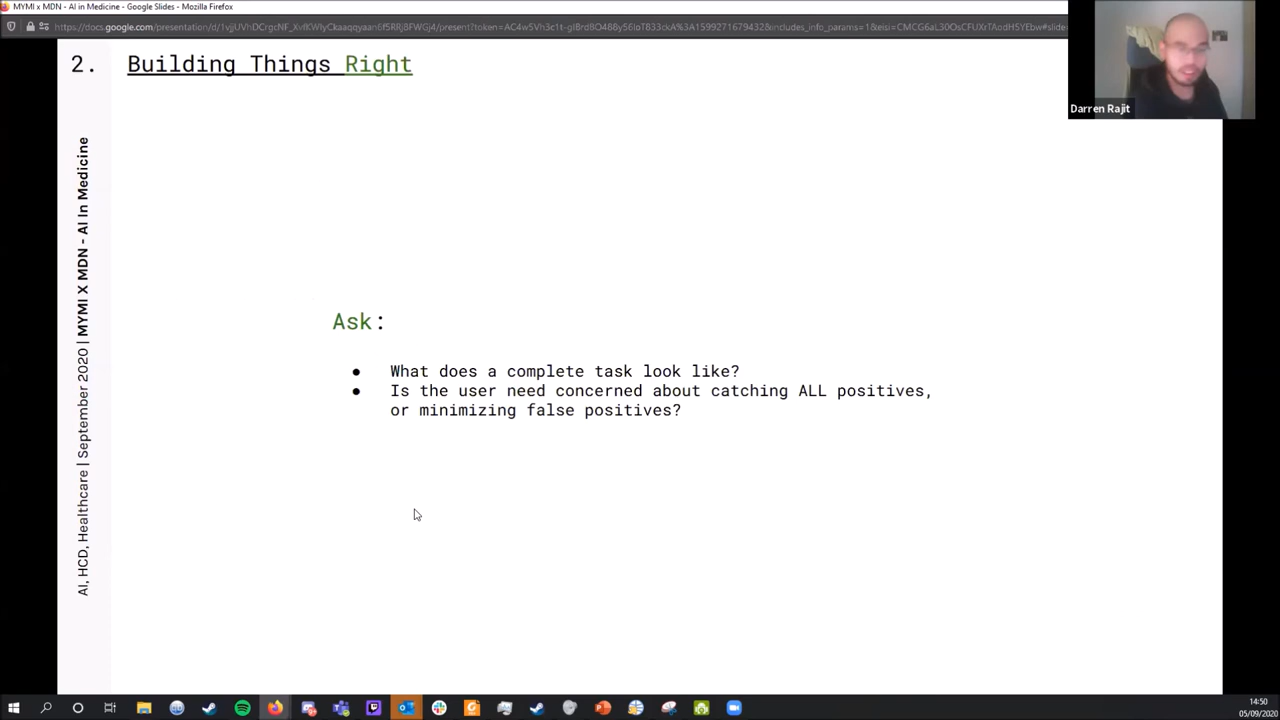 MYMI x MDN - AI in Medicine - Google Slides - Mozilla Firefox
2. Building Things Right
Darren Rajit
AI, HCD, Healthcare | September 2020 | MYMI X MDN - AI In Medicine
Ask:
● What does a complete task look like?
● Is the user need concerned about catching ALL positives,
or minimizing false positives?
14:50
05/09/2020